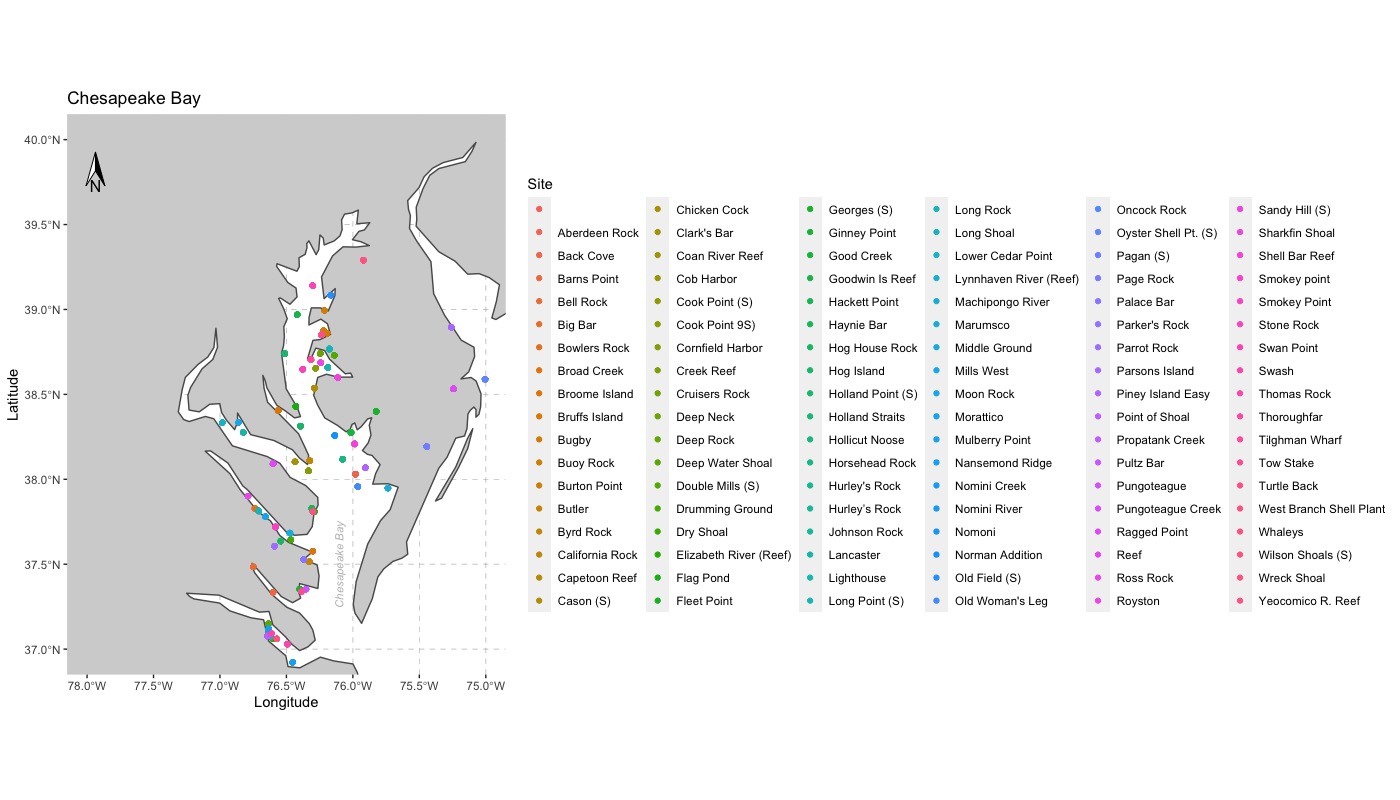 Chesapeake Bay
40.0°N
39.5°N
39.0°N
38.5°N
38.0°N
37.5°N
37.0°N
Latitude
N
Chesapeake Bay
78.0°W
77.5°W
77.0°W
76.5°W
76.0°W
75.5°W
75.0°W
Longitude
Site
Aberdeen Rock
Back Cove
Barns Point
Bell Rock
Big Bar
Bowlers Rock
Broad Creek
Broome Island
Bruffs Island
Bugby
Buoy Rock
Burton Point
Butler
Byrd Rock
California Rock
Capetoon Reef
Cason (S)
Chicken Cock
Clark's Bar
Coan River Reef
Cob Harbor
Cook Point (S)
Cook Point 9S)
Cornfield Harbor
Creek Reef
Cruisers Rock
Deep Neck
Deep Rock
Deep Water Shoal
Double Mills (S)
Drumming Ground
Dry Shoal
Elizabeth River (Reef)
Flag Pond
Fleet Point
Georges (S)
Ginney Point
Good Creek
Goodwin Is Reef
Hackett Point
Haynie Bar
Hog House Rock
Hog Island
Holland Point (S)
Holland Straits
Hollicut Noose
Horsehead Rock
Hurley's Rock
Hurley’s Rock
Johnson Rock
Lancaster
Lighthouse
Long Point (S)
Long Rock
Long Shoal
Lower Cedar Point
Lynnhaven River (Reef)
Machipongo River
Marumsco
Middle Ground
Mills West
Moon Rock
Morattico
Mulberry Point
Nansemond Ridge
Nomini Creek
Nomini River
Nomoni
Norman Addition
Old Field (S)
Old Woman's Leg
Oncock Rock
Oyster Shell Pt. (S)
Pagan (S)
Page Rock
Palace Bar
Parker's Rock
Parrot Rock
Parsons Island
Piney Island Easy
Point of Shoal
Propatank Creek
Pultz Bar
Pungoteague
Pungoteague Creek
Ragged Point
Reef
Ross Rock
Royston
Sandy Hill (S)
Sharkfin Shoal
Shell Bar Reef
Smokey point
Smokey Point
Stone Rock
Swan Point
Swash
Thomas Rock
Thoroughfar
Tilghman Wharf
Tow Stake
Turtle Back
West Branch Shell Plant
Whaleys
Wilson Shoals (S)
Wreck Shoal
Yeocomico R. Reef